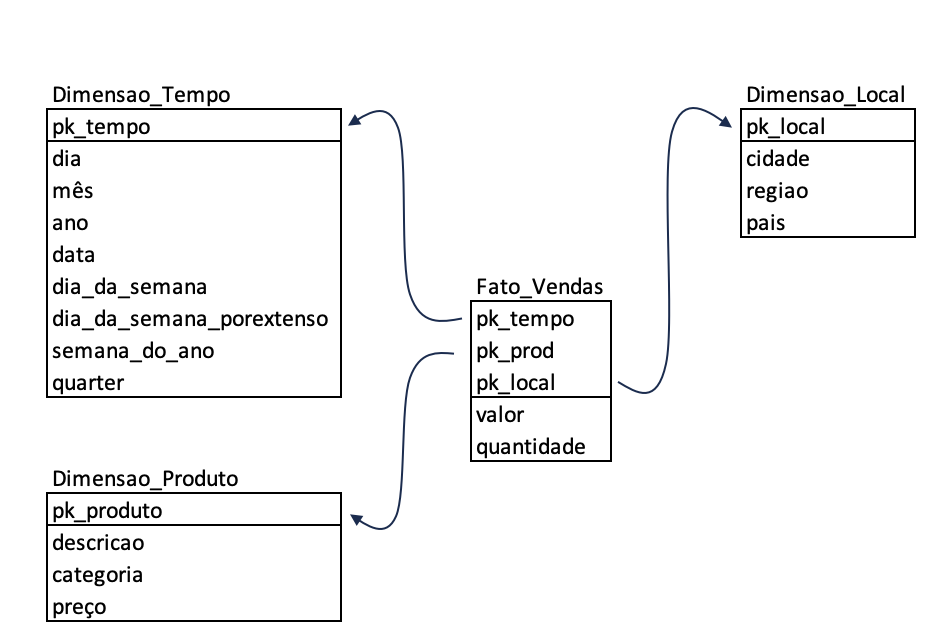 Dimensao_Tempo
pk_tempo
dia
mês
ano
data
dia_da_semana
dia_da_semana_porextenso
semana_do_ano
quarter
Dimensao_Local
pk_local
cidade
regiao
pais
Fato_Vendas
pk_tempo
pk_prod
pk_local
valor
quantidade
Dimensao_Produto
pk_produto
descricao
categoria
preço